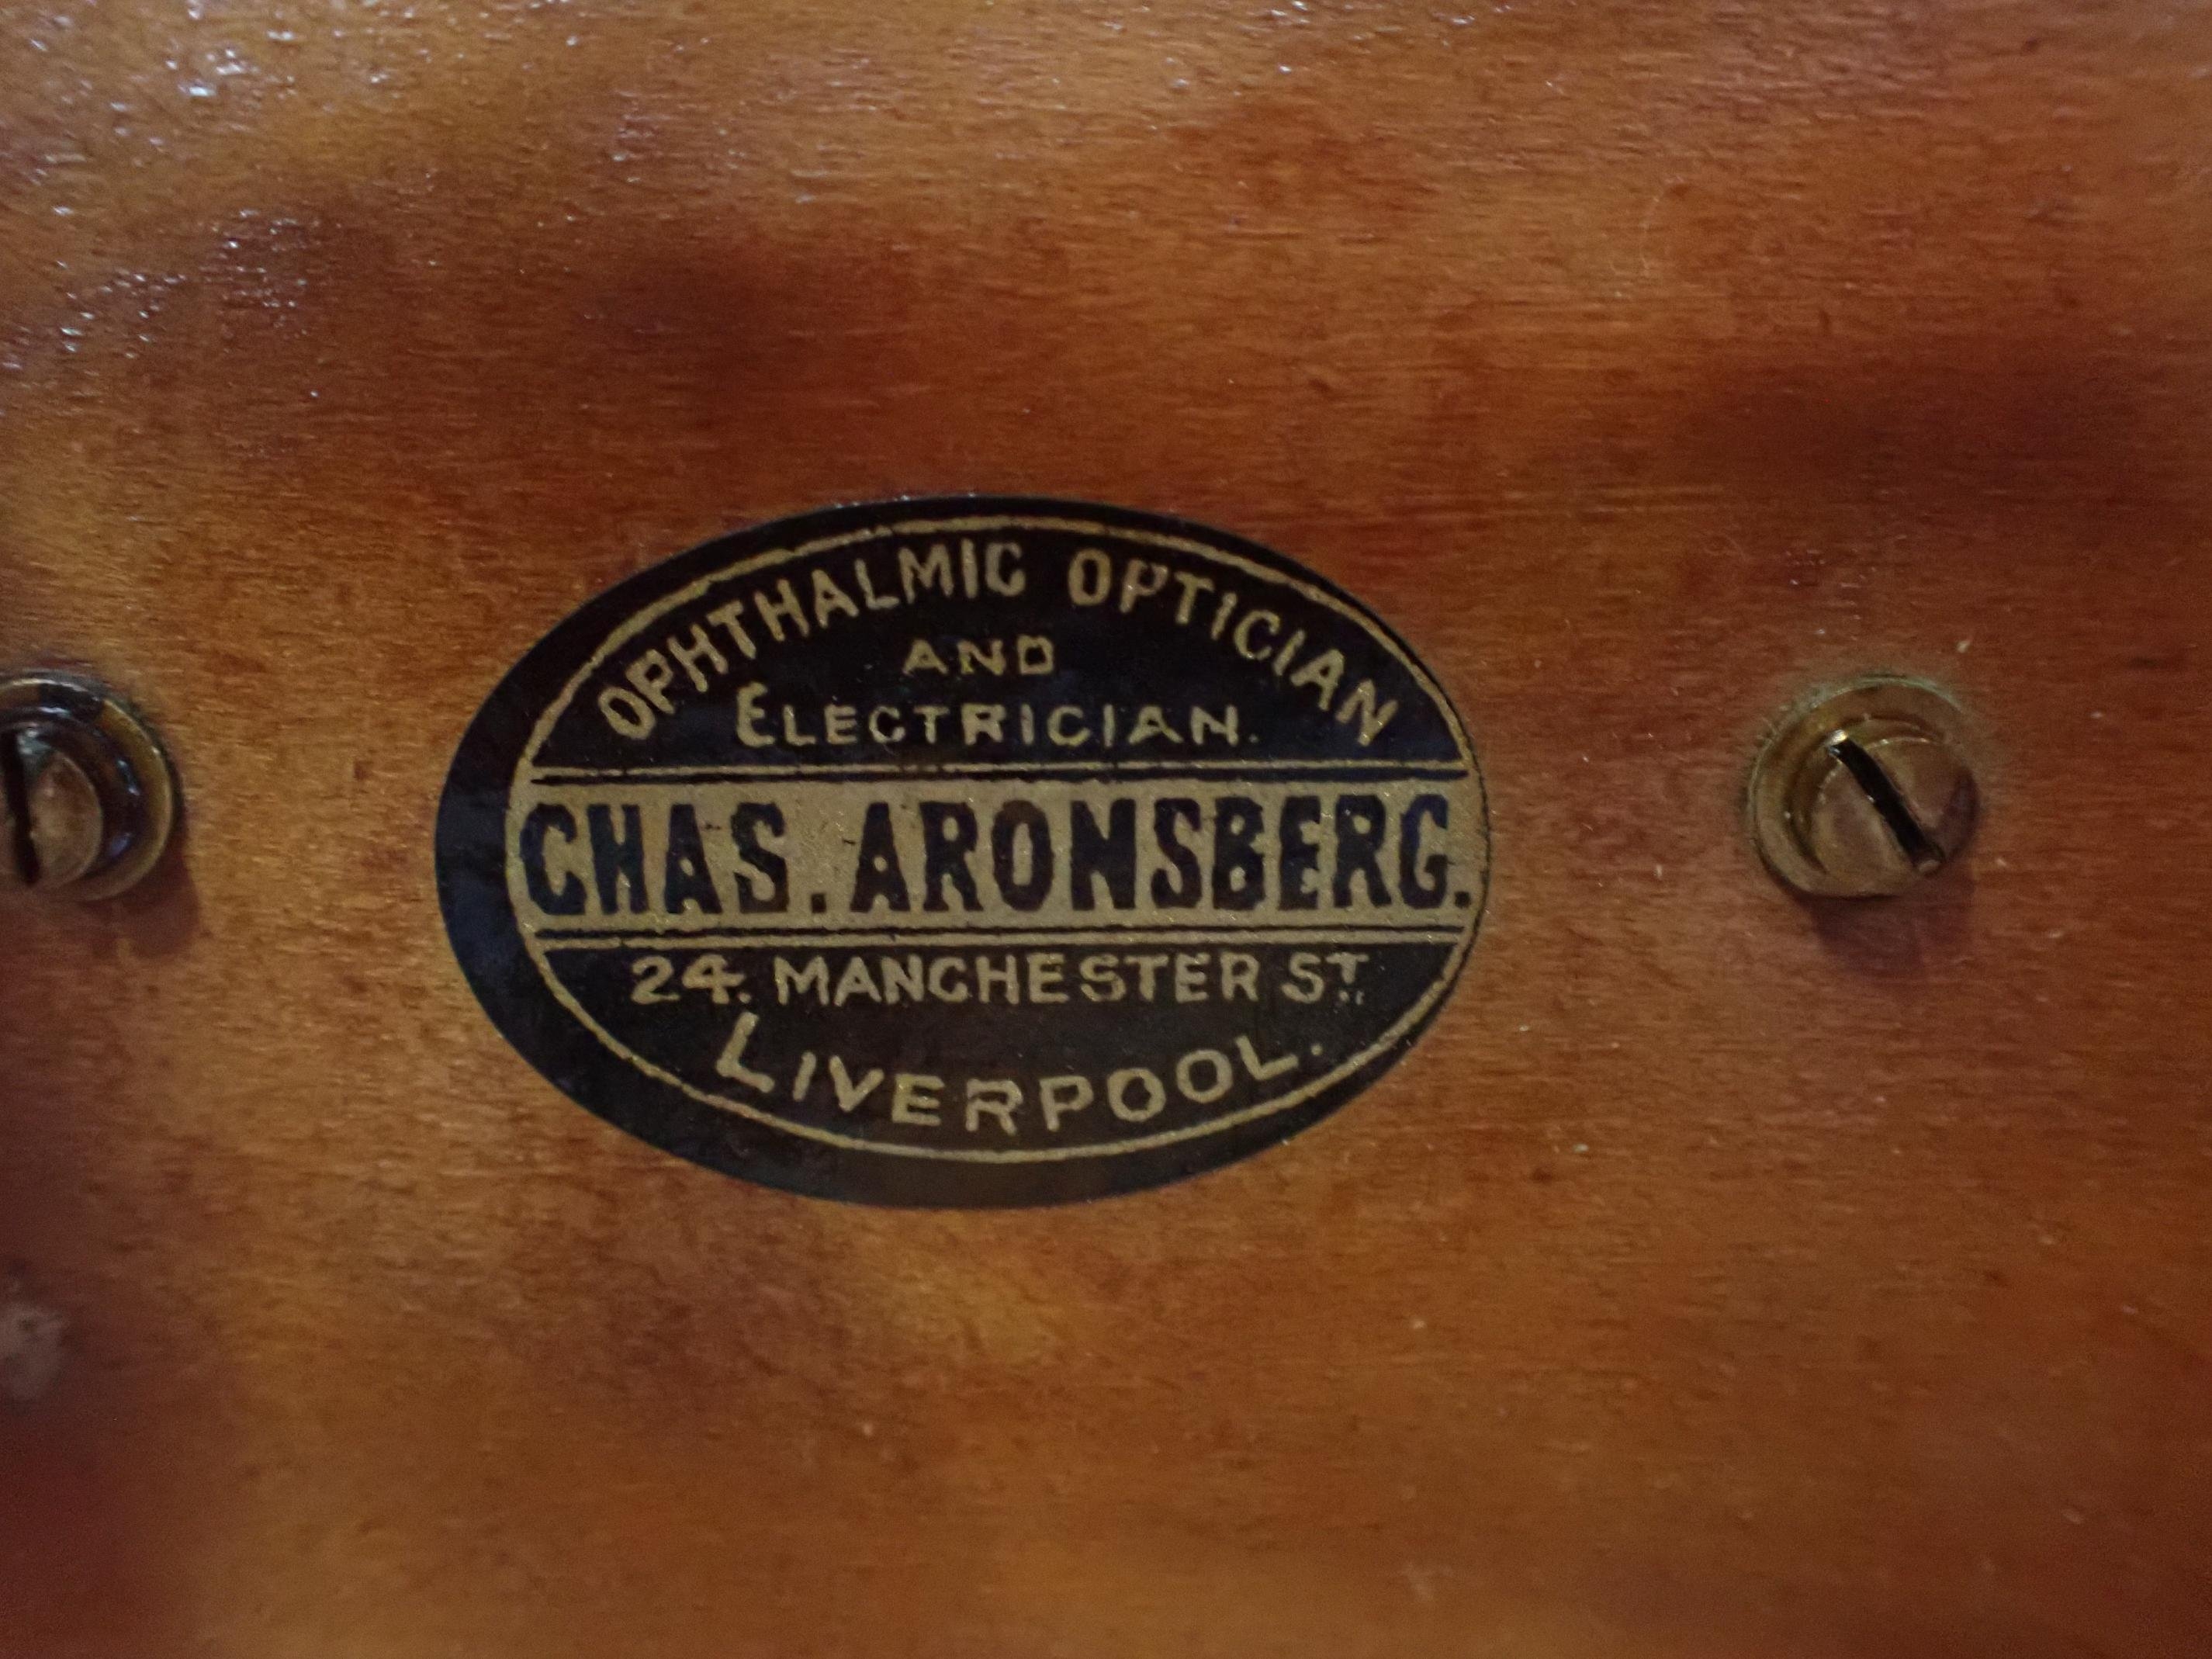 OPHTHALMIC OPTICIAN
AND
ELECTRICIAN.
CHAS. ARONSBERG.
24. MANCHESTER ST.
LIVERPOOL.